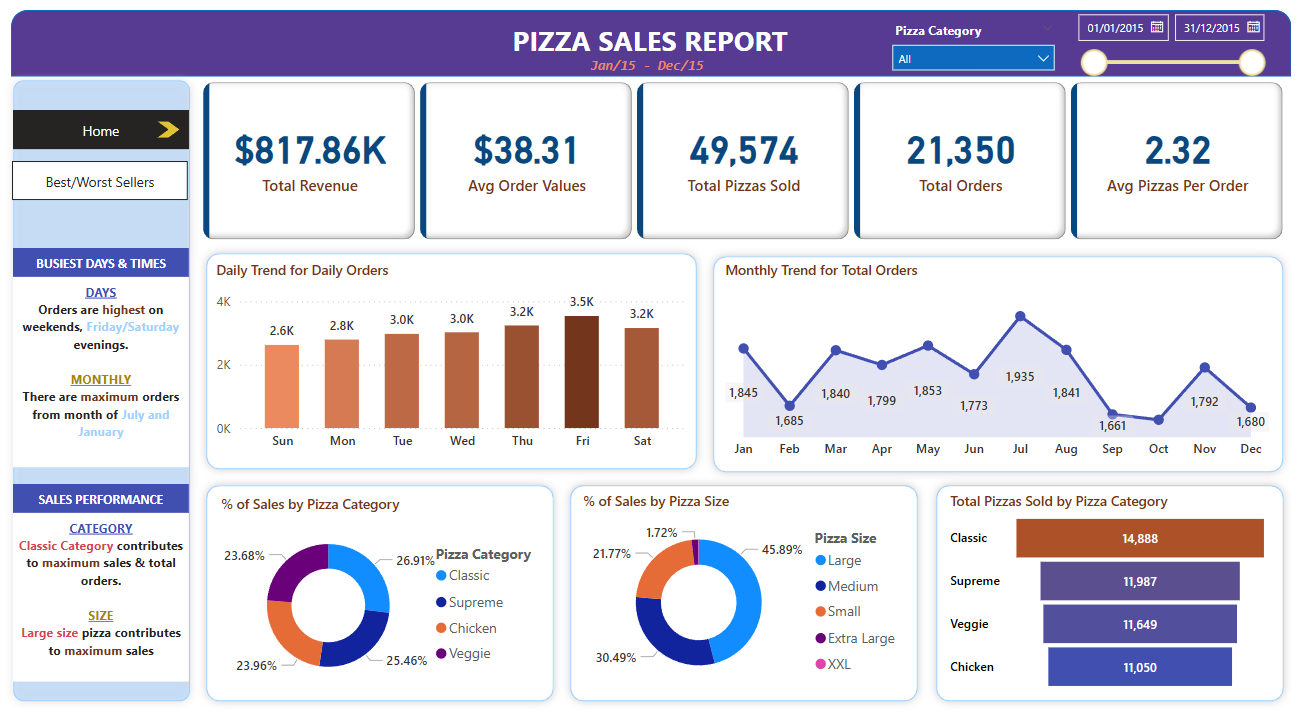 PIZZA SALES REPORT
Jan/15 - Dec/15
Pizza Category
All
01/01/2015
31/12/2015
Home
Best/Worst Sellers
BUSIEST DAYS & TIMES
DAYS
Orders are highest on
weekends, Friday/Saturday
evenings.
MONTHLY
There are maximum orders
from month of July and
January
SALES PERFORMANCE
CATEGORY
Classic Category contributes
to maximum sales & total
orders.
SIZE
Large size pizza contributes
to maximum sales
$817.86K
Total Revenue
$38.31
Avg Order Values
49,574
Total Pizzas Sold
21,350
Total Orders
2.32
Avg Pizzas Per Order
Daily Trend for Daily Orders
4K
2K
0K
2.6K
2.8K
3.0K
3.0K
3.2K
3.5K
3.2K
Sun
Mon
Tue
Wed
Thu
Fri
Sat
Monthly Trend for Total Orders
1,845
1,685
1,840
1,799
1,853
1,773
1,935
1,841
1,661
1,792
1,680
Jan
Feb
Mar
Apr
May
Jun
Jul
Aug
Sep
Oct
Nov
Dec
% of Sales by Pizza Category
23.68%
26.91%
23.96%
25.46%
Pizza Category
Classic
Supreme
Chicken
Veggie
% of Sales by Pizza Size
1.72%
21.77%
45.89%
30.49%
Pizza Size
Large
Medium
Small
Extra Large
XXL
Total Pizzas Sold by Pizza Category
Classic
14,888
Supreme
11,987
Veggie
11,649
Chicken
11,050